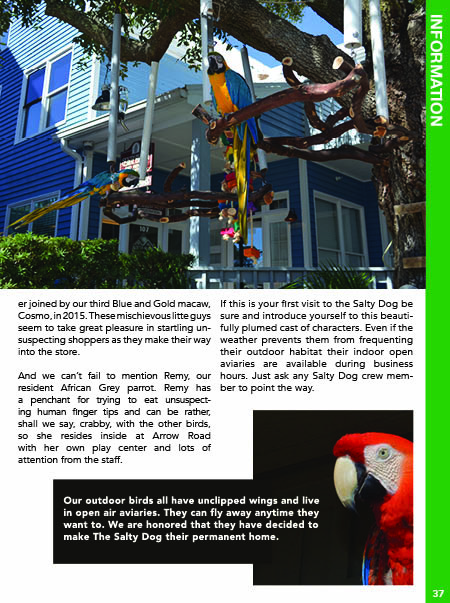 INFORMATION
er joined by our third Blue and Gold macaw,
Cosmo, in 2015. These mischievous litte guys
seem to take great pleasure in startling un-
suspecting shoppers as they make their way
into the store.
And we can't fail to mention Remy, our
resident African Grey parrot. Remy has
a penchant for trying to eat unsuspect-
ing human finger tips and can be rather,
shall we say, crabby, with the other birds,
so she resides inside at Arrow Road
with her own play center and lots of
attention from the staff.
If this is your first visit to the Salty Dog be
sure and introduce yourself to this beauti-
fully plumed cast of characters. Even if the
weather prevents them from frequenting
their outdoor habitat their indoor open
aviaries are available during business
hours. Just ask any Salty Dog crew mem-
ber to point the way.
Our outdoor birds all have unclipped wings and live
in open air aviaries. They can fly away anytime they
want to. We are honored that they have decided to
make The Salty Dog their permanent home.
37